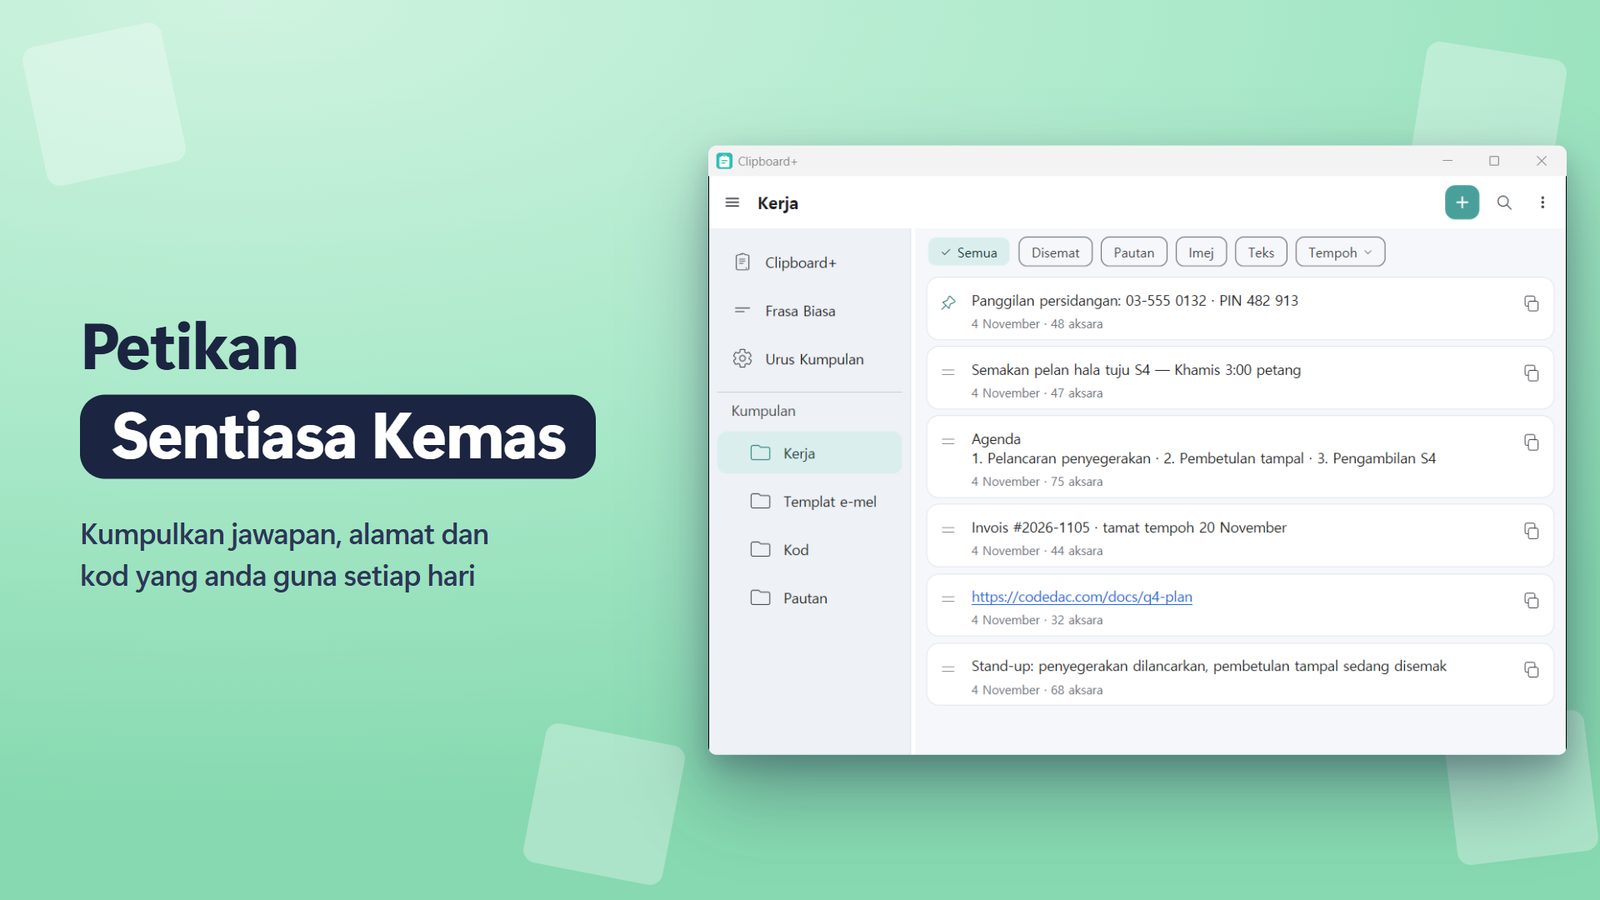 Petikan
Sentiasa Kemas
Kumpulkan jawapan, alamat dan
kod yang anda guna setiap hari
Clipboard+
Kerja
Clipboard+
Frasa Biasa
Urus Kumpulan
Kumpulan
Kerja
Templat e-mel
Kod
Pautan
Semua
Disemat
Pautan
Imej
Teks
Tempoh
Panggilan persidangan: 03-555 0132 · PIN 482 913
4 November · 48 aksara
Semakan pelan hala tuju S4 — Khamis 3:00 petang
4 November · 47 aksara
Agenda
1. Pelancaran penyegerakan · 2. Pembetulan tampal · 3. Pengambilan S4
4 November · 75 aksara
Invois #2026-1105 · tamat tempoh 20 November
4 November · 44 aksara
https://codedac.com/docs/q4-plan
4 November · 32 aksara
Stand-up: penyegerakan dilancarkan, pembetulan tampal sedang disemak
4 November · 68 aksara